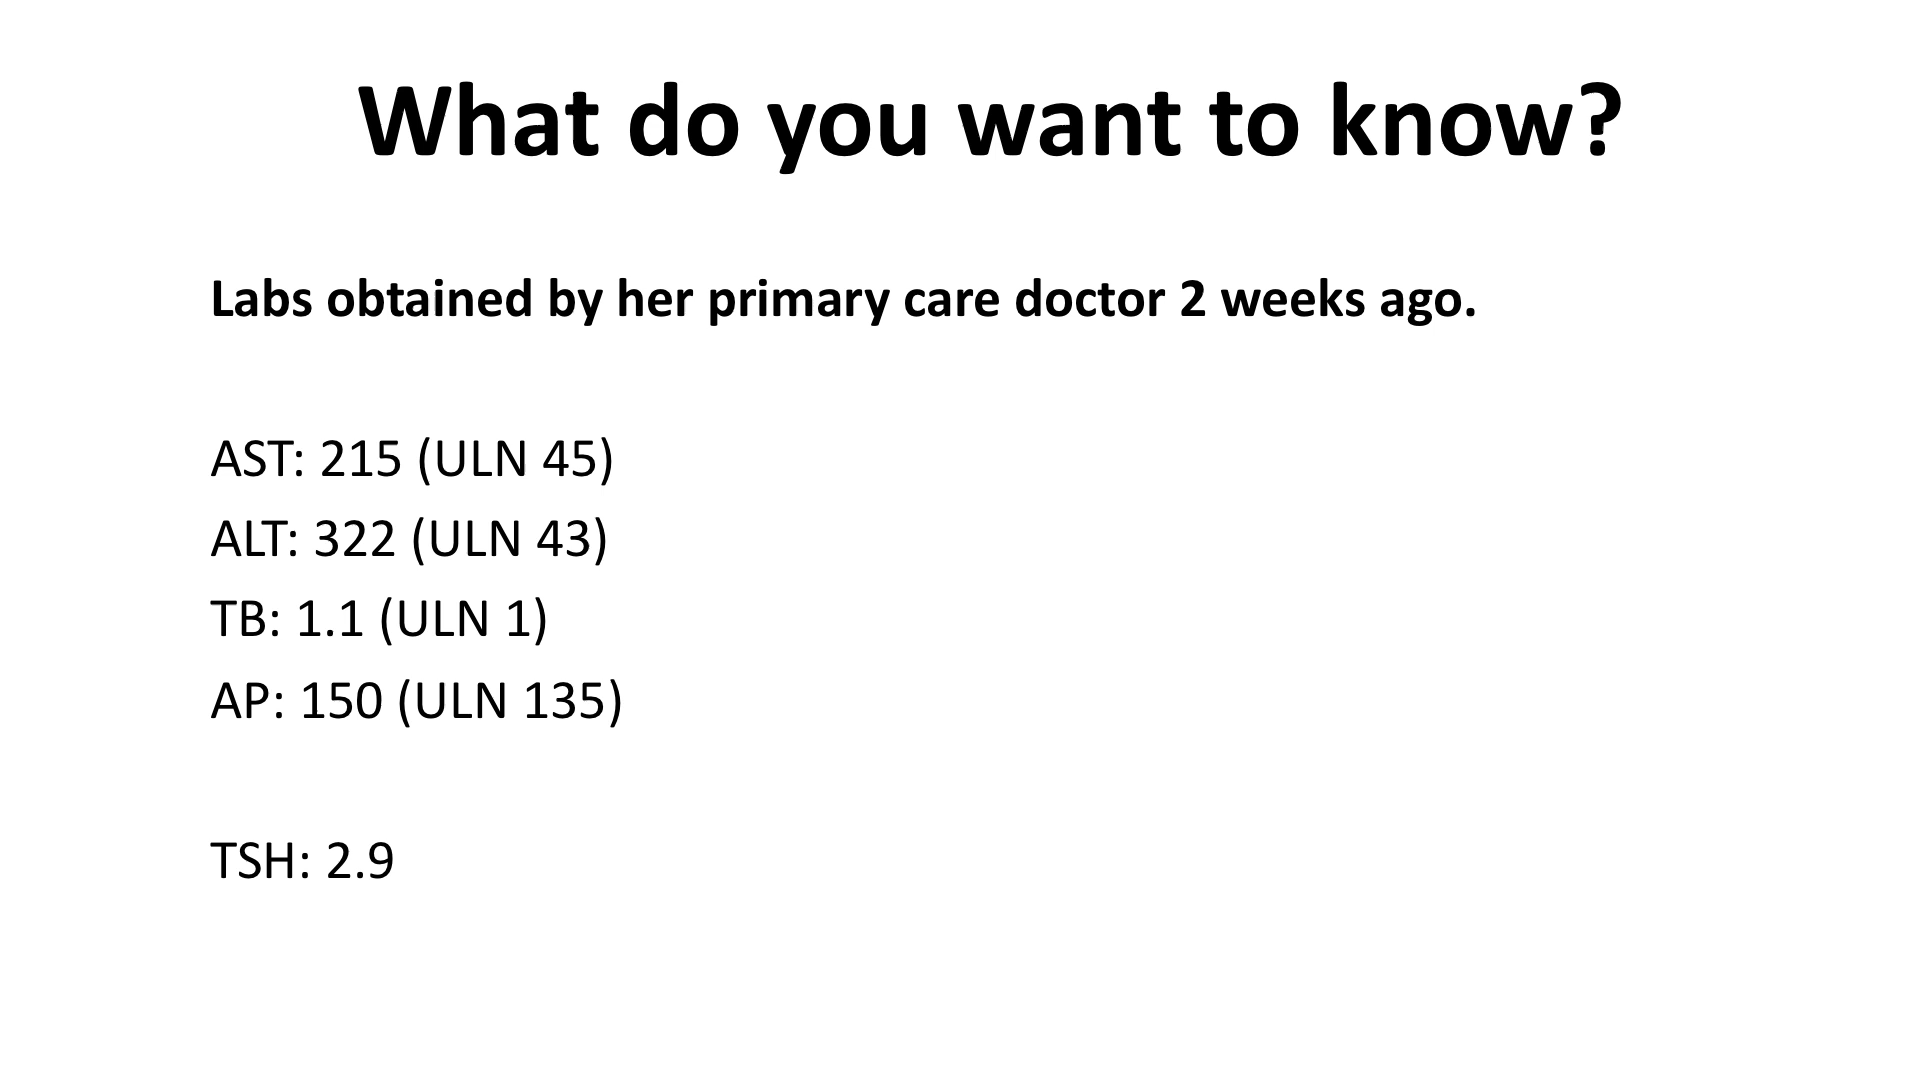 What do you want to know?
Labs obtained by her primary care doctor 2 weeks ago.
AST: 215 (ULN 45)
ALT: 322 (ULN 43)
TB: 1.1 (ULN 1)
AP: 150 (ULN 135)
TSH: 2.9